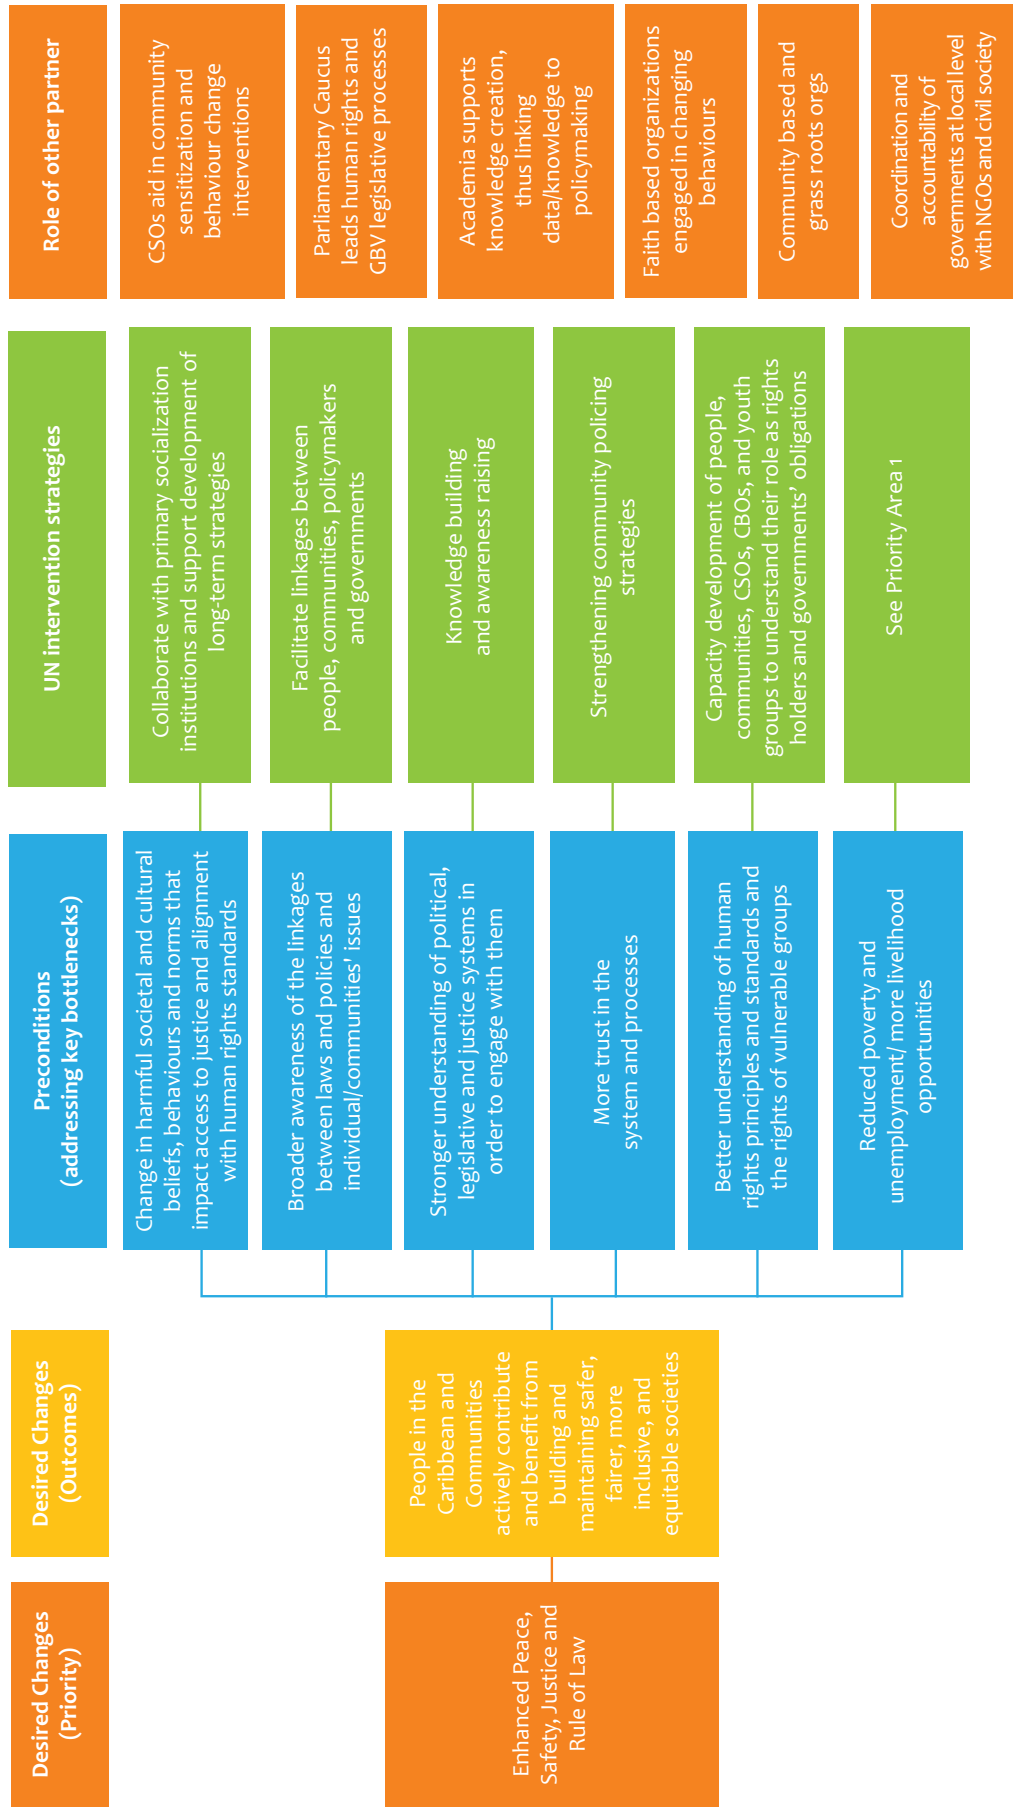 Desired Changes
(Priority)
Desired Changes
(Outcomes)
Preconditions
(addressing key bottlenecks)
UN intervention strategies
Role of other partner
Enhanced Peace,
Safety, Justice and
Rule of Law
People in the
Caribbean and
Communities
actively contribute
and benefit from
building and
maintaining safer,
fairer, more
inclusive, and
equitable societies
Change in harmful societal and cultural
beliefs, behaviours and norms that
impact access to justice and alignment
with human rights standards
Broader awareness of the linkages
between laws and policies and
individual/communities' issues
Stronger understanding of political,
legislative and justice systems in
order to engage with them
More trust in the
system and processes
Better understanding of human
rights principles and standards and
the rights of vulnerable groups
Reduced poverty and
unemployment/ more livelihood
opportunities
Collaborate with primary socialization
institutions and support development of
long-term strategies
Facilitate linkages between
people, communities, policymakers
and governments
Knowledge building
and awareness raising
Strengthening community policing
strategies
Capacity development of people,
communities, CSOs, CBOs, and youth
groups to understand their role as rights
holders and governments’ obligations
See Priority Area 1
CSOs aid in community
sensitization and
behaviour change
interventions
Parliamentary Caucus
leads human rights and
GBV legislative processes
Academia supports
knowledge creation,
thus linking
data/knowledge to
policymaking
Faith based organizations
engaged in changing
behaviours
Community based and
grass roots orgs
Coordination and
accountability of
governments at local level
with NGOs and civil society